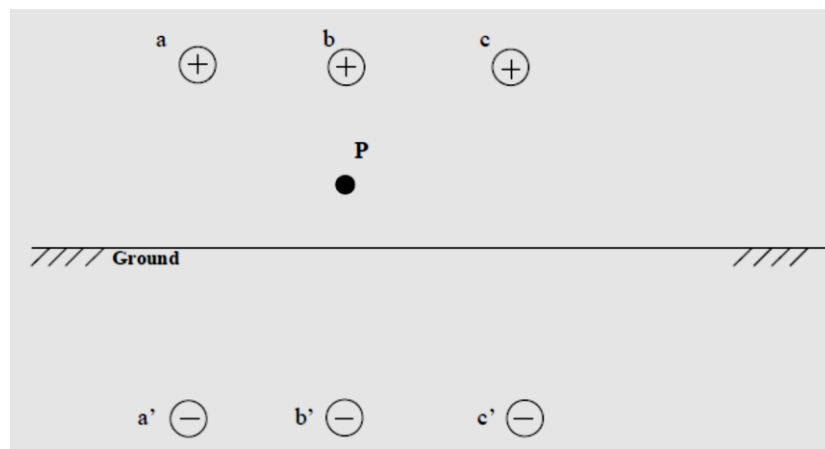 a b c
+ + +
P
Ground
a’ − b’ − c’ −